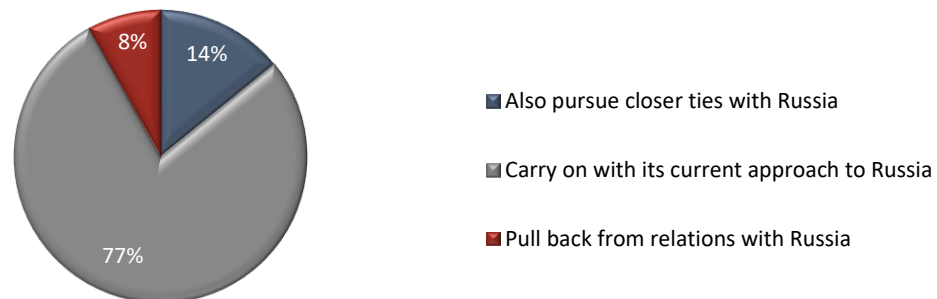 8%
14%
77%
Also pursue closer ties with Russia
Carry on with its current approach to Russia
Pull back from relations with Russia